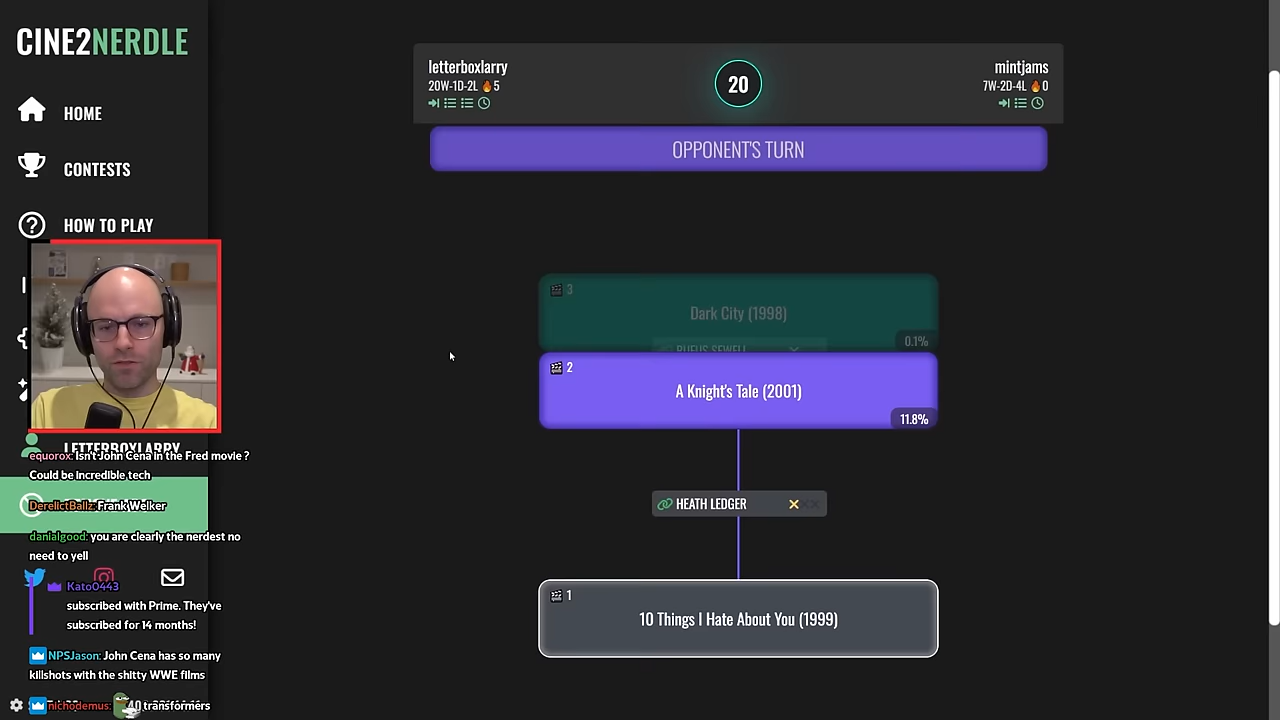 CINE2NERDLE
HOME
CONTESTS
HOW TO PLAY
LETTERBOXLARRY
letterboxlarry
20W-1D-2L 🔥5
20
mintjams
7W-2D-4L 🔥0
OPPONENT'S TURN
3
Dark City (1998)
0.1%
RUFUS SEWELL
2
A Knight's Tale (2001)
11.8%
HEATH LEDGER
1
10 Things I Hate About You (1999)
equorox: Isn't John Cena in the Fred movie ?
Could be incredible tech
DerelictBallz: Frank Welker
danialgood: you are clearly the nerdest no
need to yell
Kato0443
subscribed with Prime. They've
subscribed for 14 months!
NPSJason: John Cena has so many
killshots with the shitty WWE films
nichodemus: 40 transformers